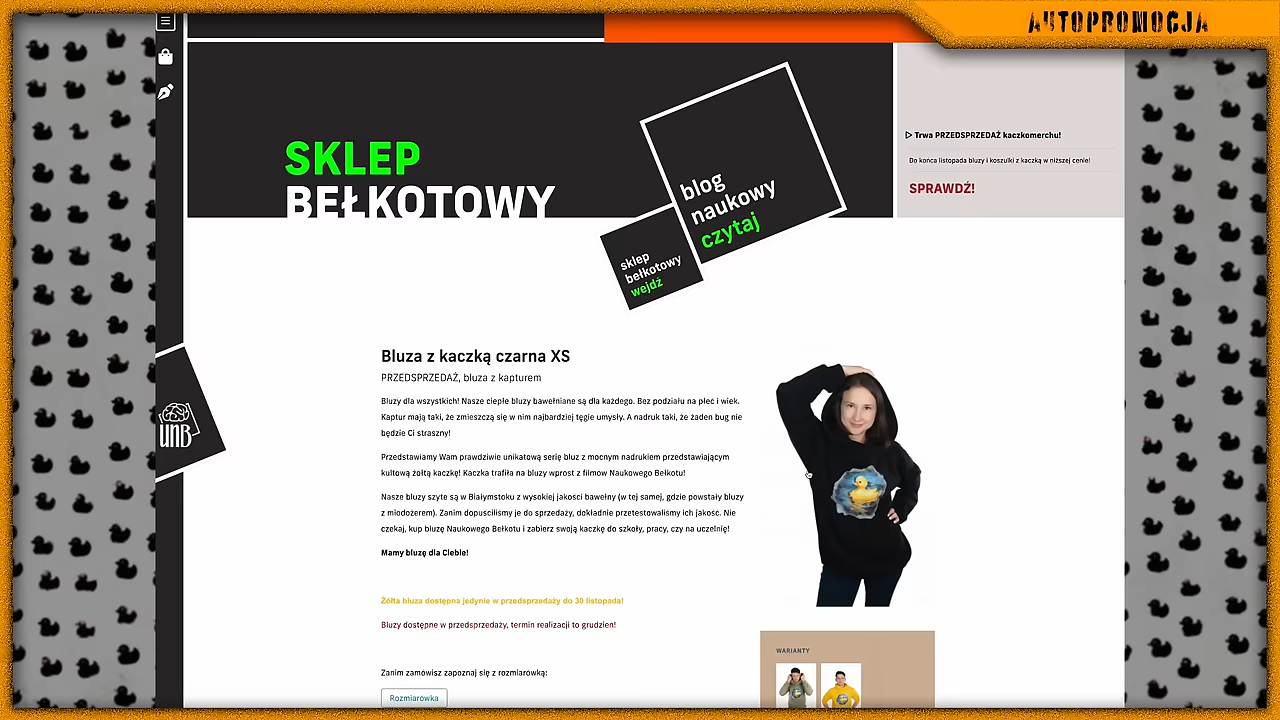 AUTOPROMOCJA
SKLEP
BEŁKOTOWY
blog
naukowy
czytaj
sklep
bełkotowy
wejdź
Trwa PRZEDSPRZEDAŻ kaczkomerchu!
Do końca listopada bluzy i koszulki z kaczką w niższej cenie!
SPRAWDŹ!
UNB
Bluza z kaczką czarna XS
PRZEDSPRZEDAŻ, bluza z kapturem
Bluzy dla wszystkich! Nasze ciepłe bluzy bawełniane są dla każdego. Bez podziału na płeć i wiek.
Kaptur mają taki, że zmieszczą się w nim najbardziej tęgie umysły. A nadruk taki, że żaden bug nie
będzie Ci straszny!
Przedstawiamy Wam prawdziwie unikatową serię bluz z mocnym nadrukiem przedstawiającym
kultową żółtą kaczkę! Kaczka trafiła na bluzy wprost z filmów Naukowego Bełkotu!
Nasze bluzy szyte są w Białymstoku z wysokiej jakości bawełny (w tej samej, gdzie powstały bluzy
z miodożerem). Zanim dopuściliśmy je do sprzedaży, dokładnie przetestowaliśmy ich jakość. Nie
czekaj, kup bluzę Naukowego Bełkotu i zabierz swoją kaczkę do szkoły, pracy, czy na uczelnię!
Mamy bluzę dla Ciebie!
Żółta bluza dostępna jedynie w przedsprzedaży do 30 listopada!
Bluzy dostępne w przedsprzedaży, termin realizacji to grudzień!
WARIANTY
Zanim zamówisz zapoznaj się z rozmiarówką:
Rozmiarówka